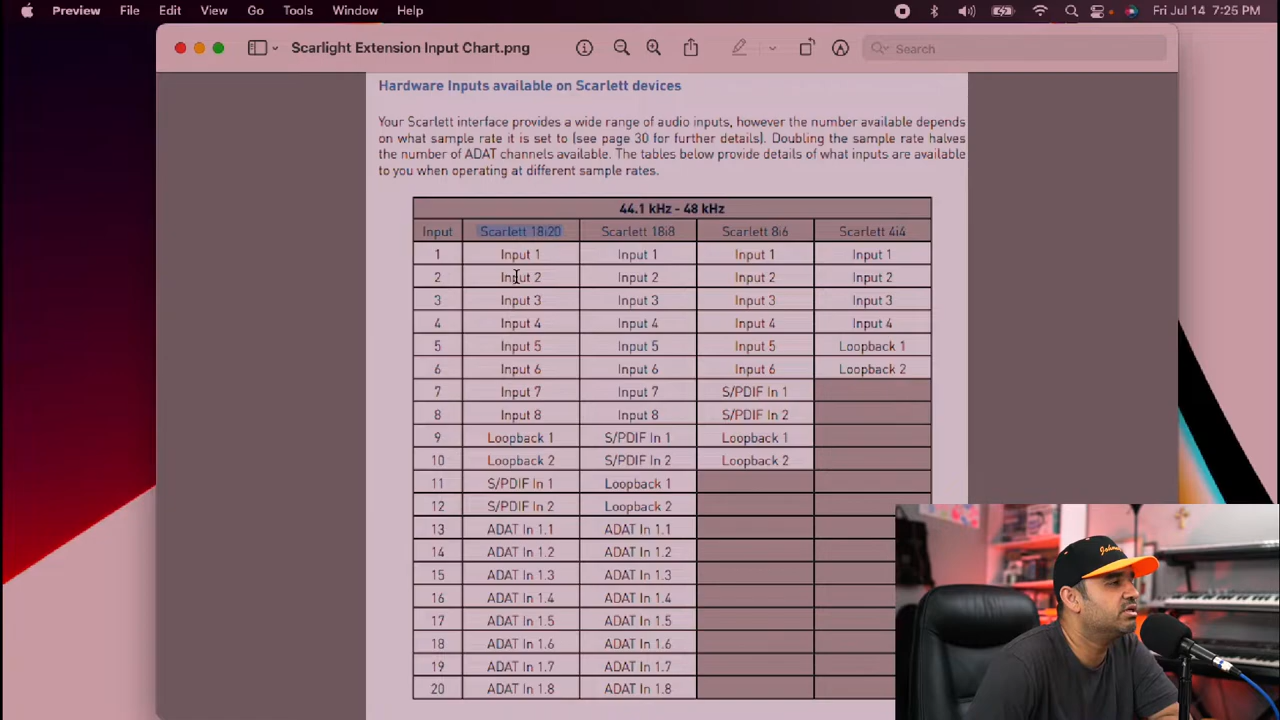 Preview File Edit View Go Tools Window Help Fri Jul 14 7:25 PM
Scarlight Extension Input Chart.png Search
Hardware Inputs available on Scarlett devices
Your Scarlett interface provides a wide range of audio inputs, however the number available depends
on what sample rate it is set to (see page 30 for further details). Doubling the sample rate halves
the number of ADAT channels available. The tables below provide details of what inputs are available
to you when operating at different sample rates.
44.1 kHz - 48 kHz
Input Scarlett 18i20 Scarlett 18i8 Scarlett 8i6 Scarlett 4i4
1 Input 1 Input 1 Input 1 Input 1
2 Input 2 Input 2 Input 2 Input 2
3 Input 3 Input 3 Input 3 Input 3
4 Input 4 Input 4 Input 4 Input 4
5 Input 5 Input 5 Input 5 Loopback 1
6 Input 6 Input 6 Input 6 Loopback 2
7 Input 7 Input 7 S/PDIF In 1
8 Input 8 Input 8 S/PDIF In 2
9 Loopback 1 S/PDIF In 1 Loopback 1
10 Loopback 2 S/PDIF In 2 Loopback 2
11 S/PDIF In 1 Loopback 1
12 S/PDIF In 2 Loopback 2
13 ADAT In 1.1 ADAT In 1.1
14 ADAT In 1.2 ADAT In 1.2
15 ADAT In 1.3 ADAT In 1.3
16 ADAT In 1.4 ADAT In 1.4
17 ADAT In 1.5 ADAT In 1.5
18 ADAT In 1.6 ADAT In 1.6
19 ADAT In 1.7 ADAT In 1.7
20 ADAT In 1.8 ADAT In 1.8